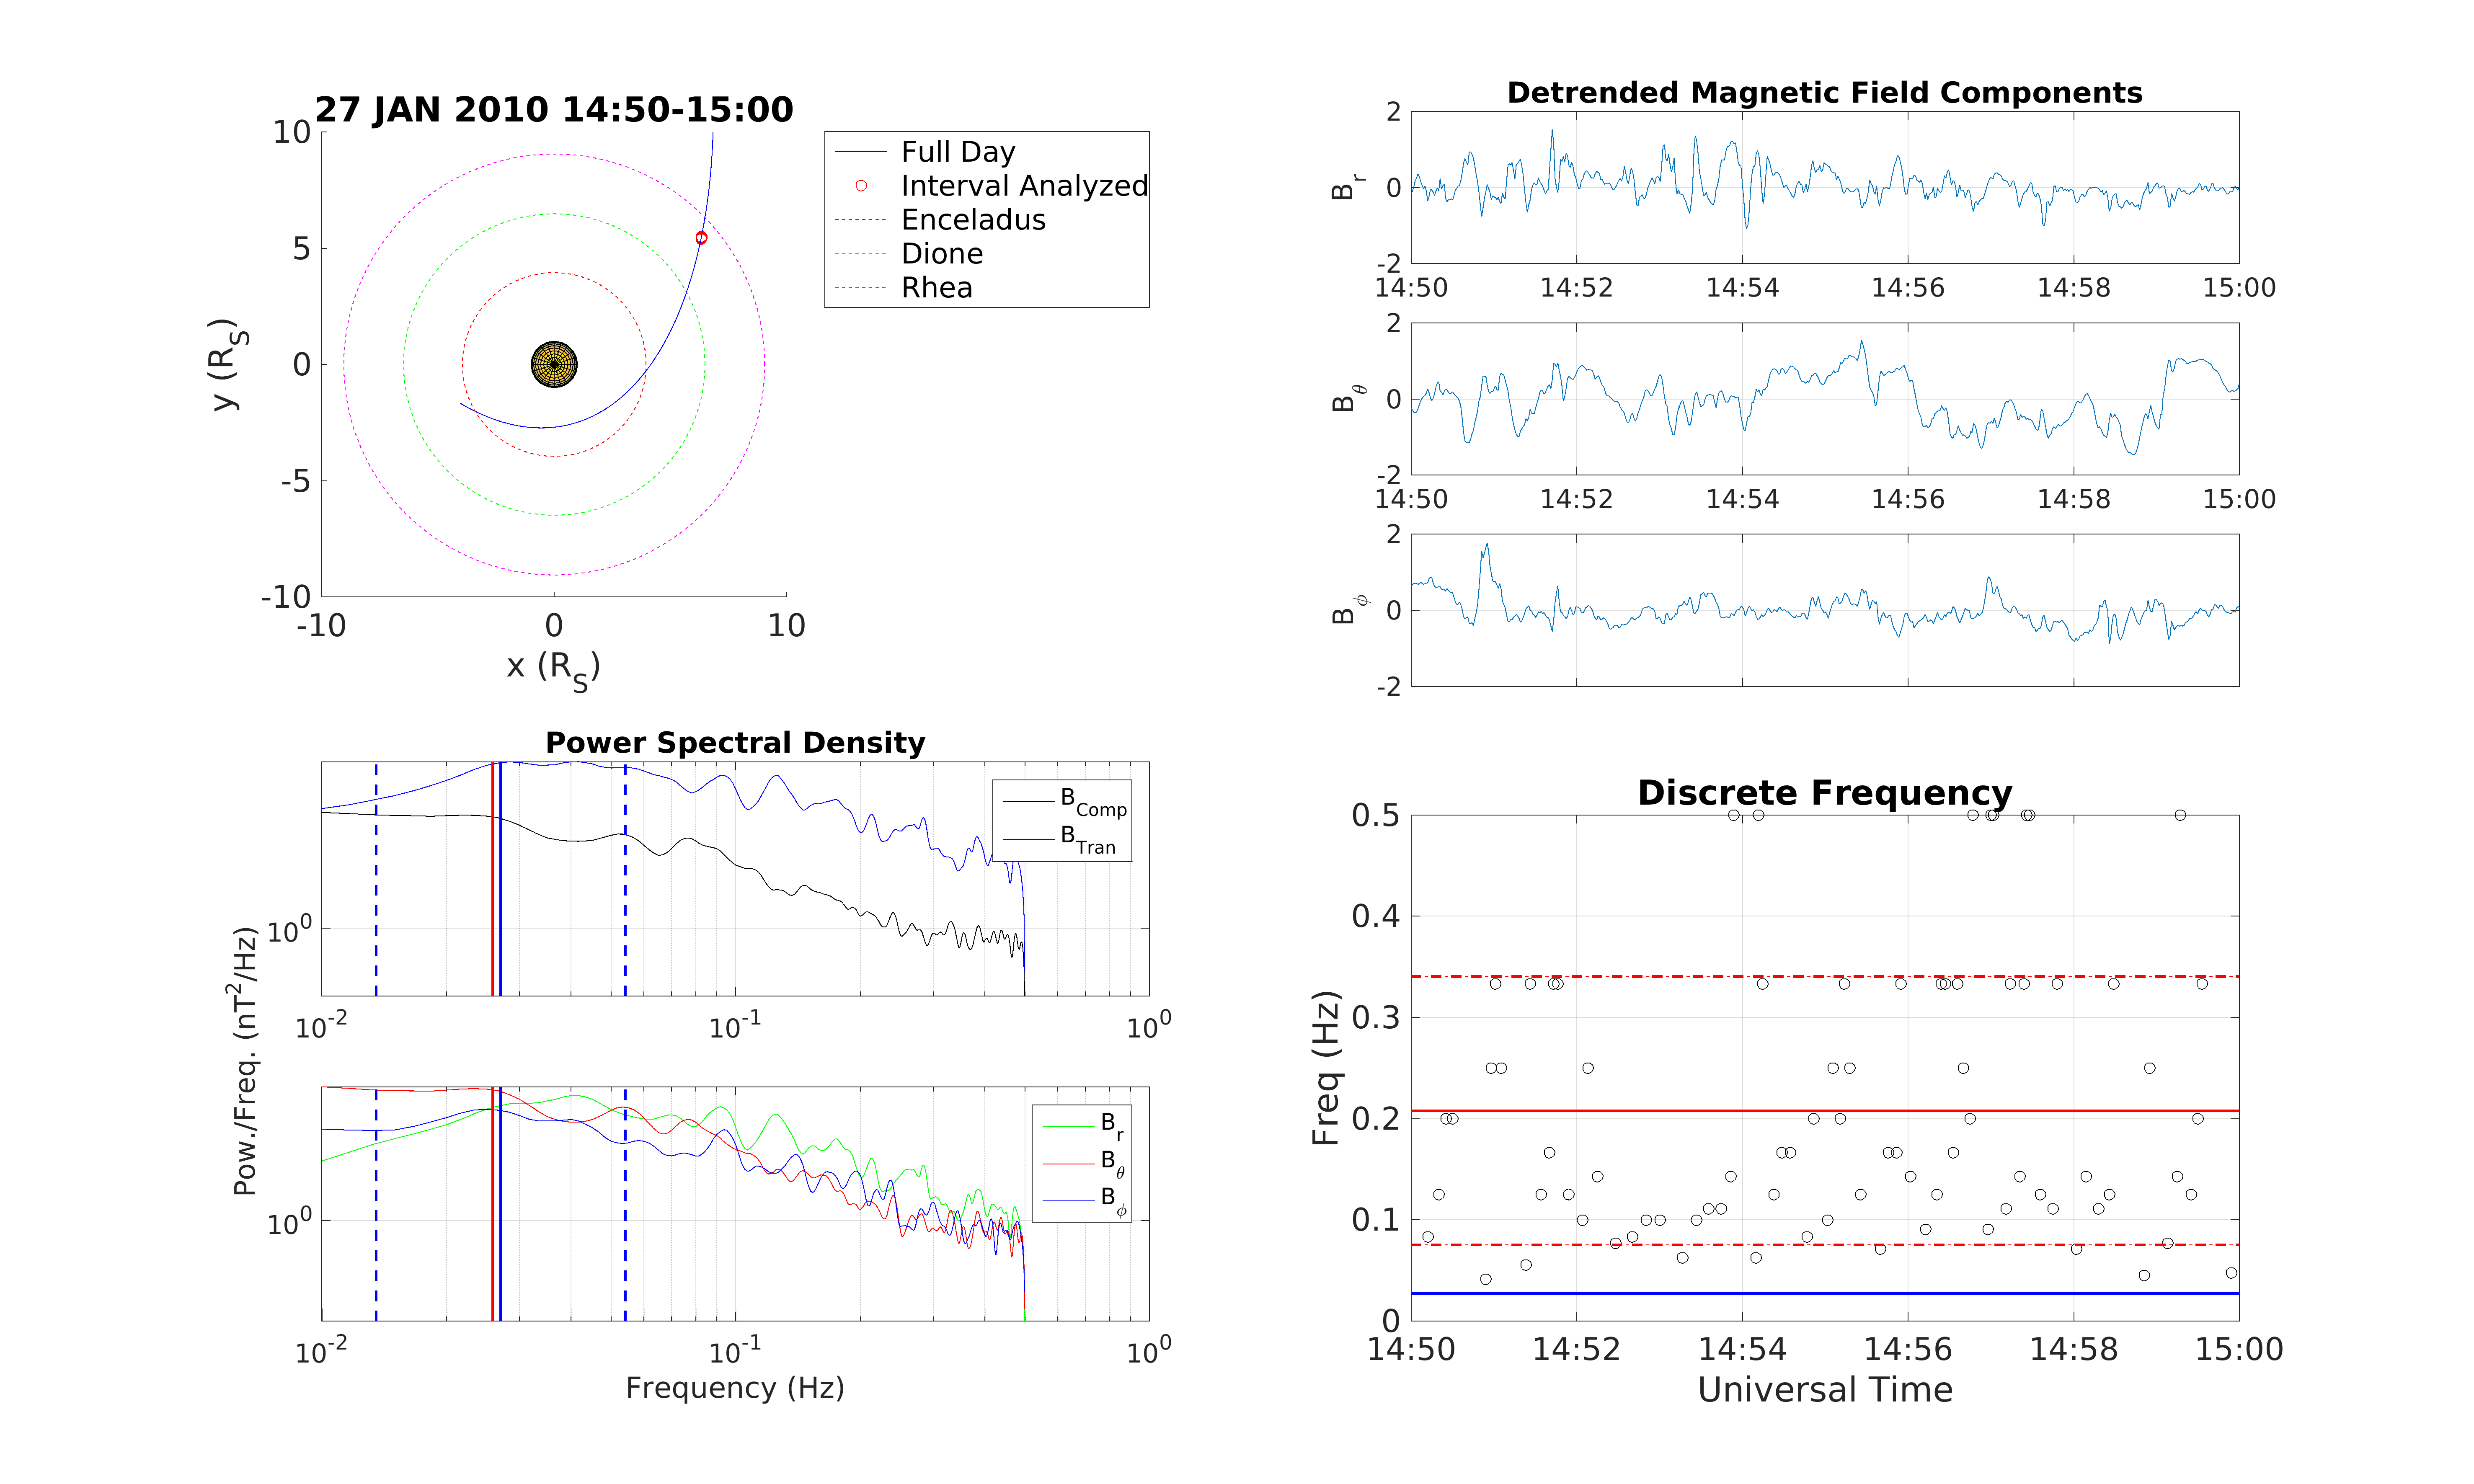 27 JAN 2010 14:50-15:00
10
5
0
-5
-10
-10
0
10
y (R_S)
x (R_S)
Full Day
Interval Analyzed
Enceladus
Dione
Rhea
Detrended Magnetic Field Components
B_r
2
0
-2
14:50
14:52
14:54
14:56
14:58
15:00
B_θ
2
0
-2
14:50
14:52
14:54
14:56
14:58
15:00
B_ϕ
2
0
-2
Power Spectral Density
B_Comp
B_Tran
10^0
10^-2
10^-1
10^0
Pow./Freq. (nT^2/Hz)
B_r
B_θ
B_ϕ
10^0
10^-2
10^-1
10^0
Frequency (Hz)
Discrete Frequency
0.5
0.4
0.3
0.2
0.1
0
Freq (Hz)
14:50
14:52
14:54
14:56
14:58
15:00
Universal Time